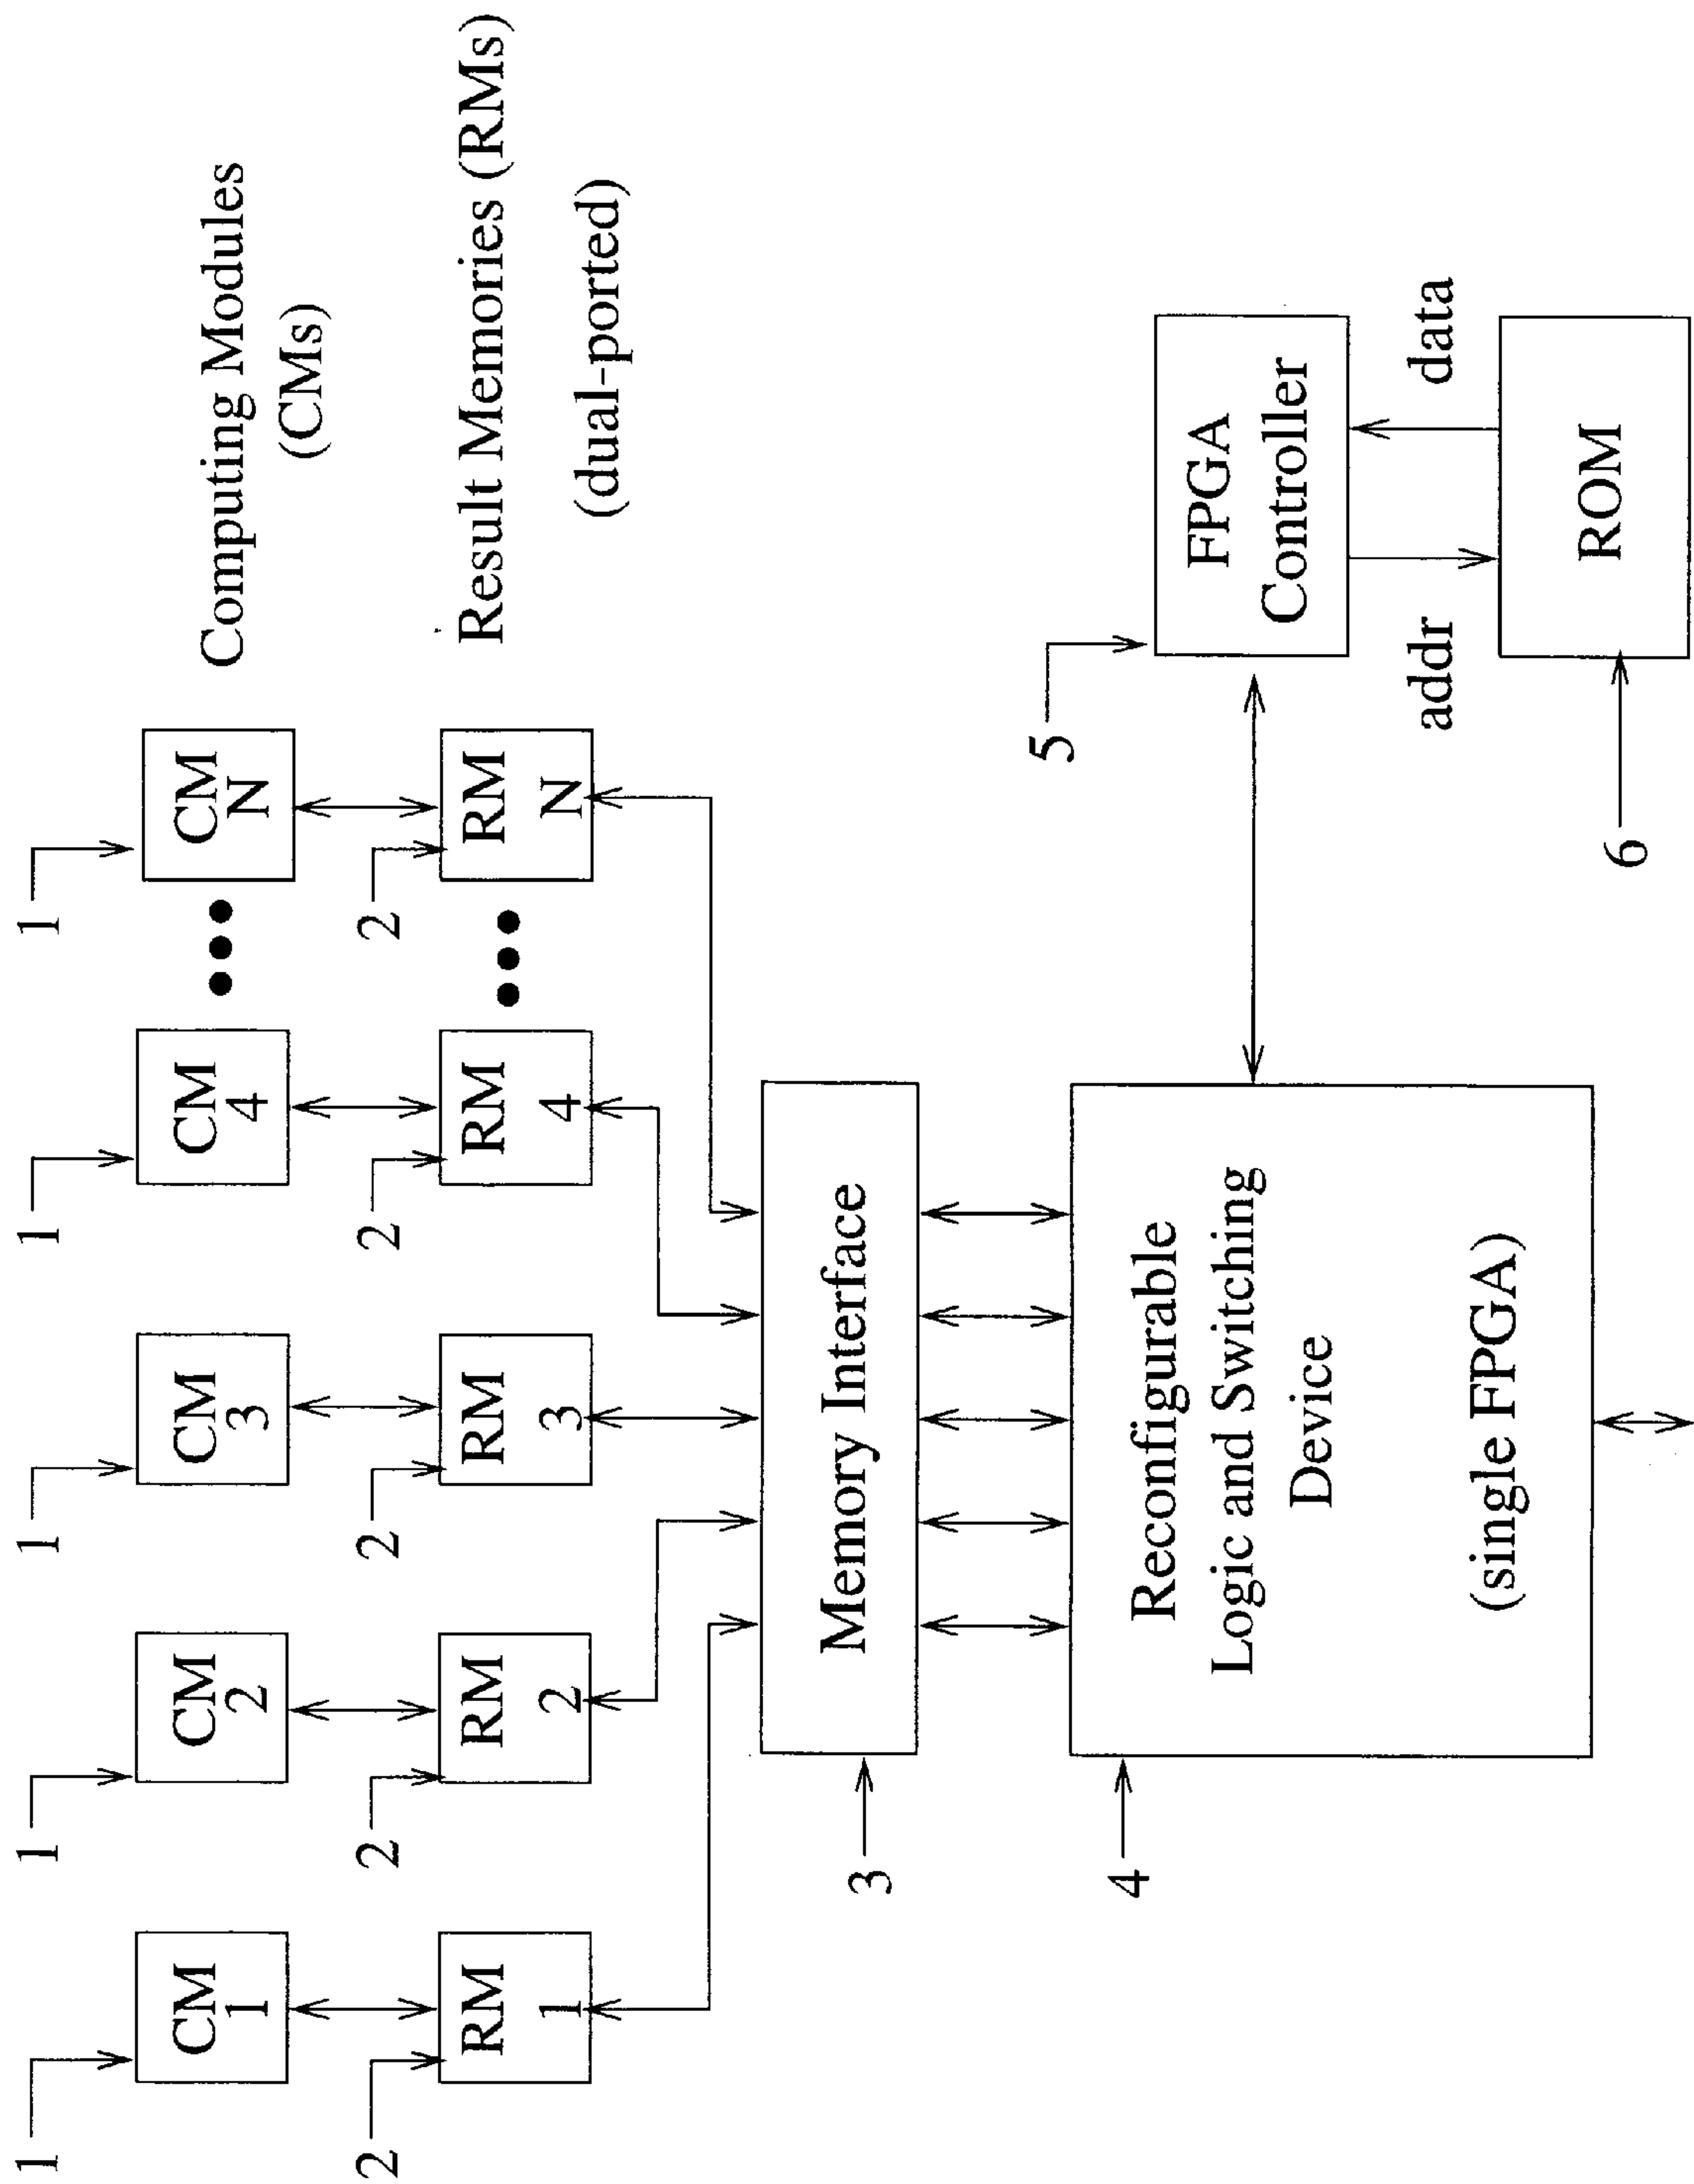 1
1
1
1
1
CM
1
CM
2
CM
3
CM
4
CM
N
Computing Modules
(CMs)
2
2
2
2
2
RM
1
RM
2
RM
3
RM
4
RM
N
Result Memories (RMs)
(dual-ported)
3
Memory Interface
4
Reconfigurable
Logic and Switching
Device
(single FPGA)
5
FPGA
Controller
addr
data
6
ROM